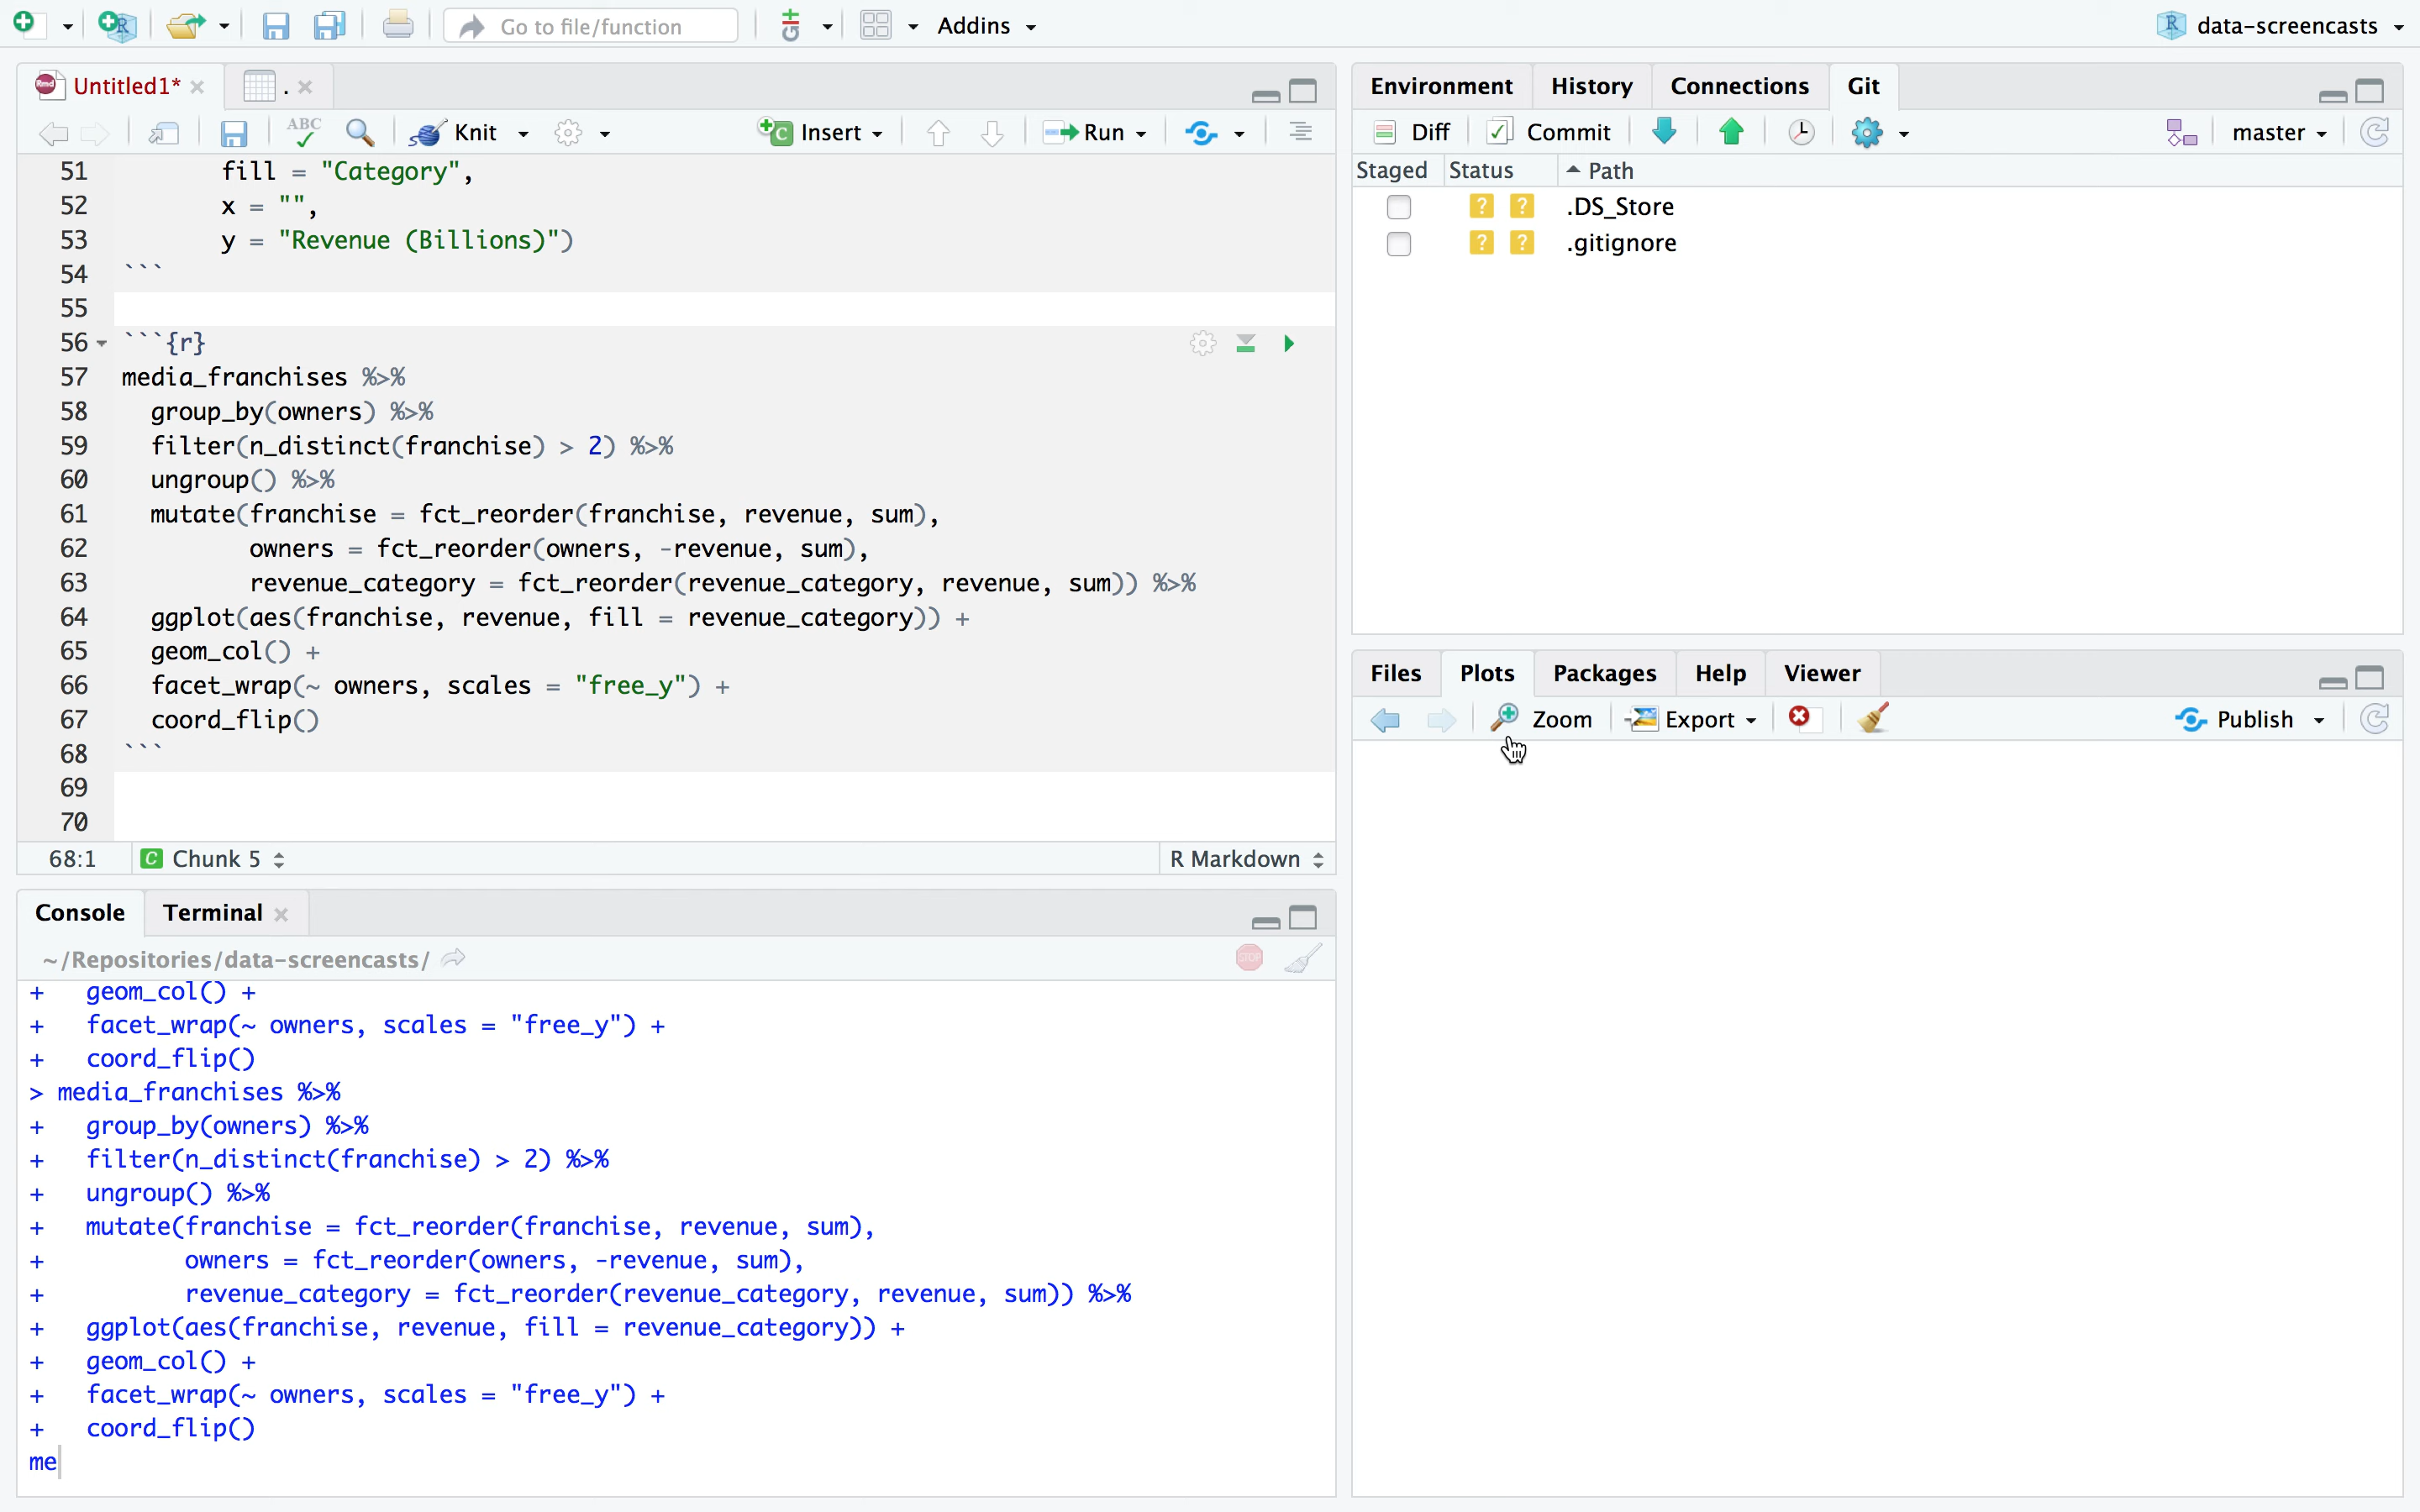 Go to file/function
Addins
data-screencasts
Untitled1*
.
ABC
Knit
Insert
Run
51 fill = "Category",
52 x = "",
53 y = "Revenue (Billions)")
54 ```
55
56 ```{r}
57 media_franchises %>%
58 group_by(owners) %>%
59 filter(n_distinct(franchise) > 2) %>%
60 ungroup() %>%
61 mutate(franchise = fct_reorder(franchise, revenue, sum),
62 owners = fct_reorder(owners, -revenue, sum),
63 revenue_category = fct_reorder(revenue_category, revenue, sum)) %>%
64 ggplot(aes(franchise, revenue, fill = revenue_category)) +
65 geom_col() +
66 facet_wrap(~ owners, scales = "free_y") +
67 coord_flip()
68 ```
69
70
68:1
C Chunk 5
R Markdown
Console
Terminal
~/Repositories/data-screencasts/
STOP
+ geom_col() +
+ facet_wrap(~ owners, scales = "free_y") +
+ coord_flip()
> media_franchises %>%
+ group_by(owners) %>%
+ filter(n_distinct(franchise) > 2) %>%
+ ungroup() %>%
+ mutate(franchise = fct_reorder(franchise, revenue, sum),
+ owners = fct_reorder(owners, -revenue, sum),
+ revenue_category = fct_reorder(revenue_category, revenue, sum)) %>%
+ ggplot(aes(franchise, revenue, fill = revenue_category)) +
+ geom_col() +
+ facet_wrap(~ owners, scales = "free_y") +
+ coord_flip()
me
Environment
History
Connections
Git
Diff
Commit
master
Staged
Status
Path
? ? .DS_Store
? ? .gitignore
Files
Plots
Packages
Help
Viewer
Zoom
Export
Publish